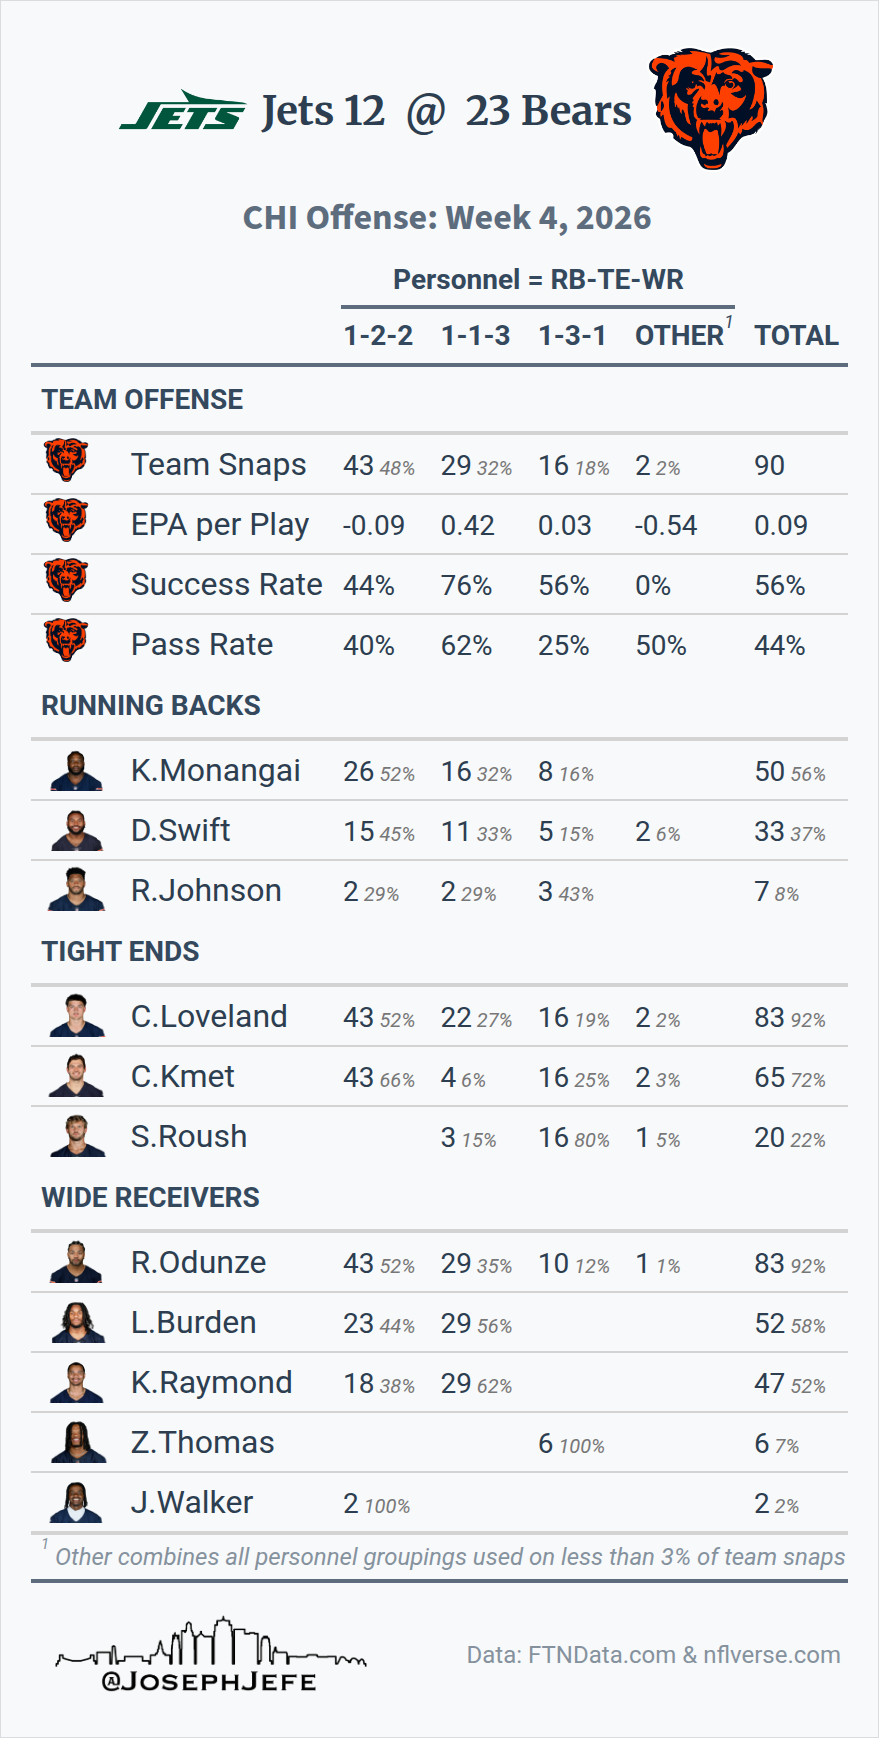 JETS Jets 12 @ 23 Bears
CHI Offense: Week 4, 2026
Personnel = RB-TE-WR
1-2-2 1-1-3 1-3-1 OTHER1 TOTAL
TEAM OFFENSE
Team Snaps 43 48% 29 32% 16 18% 2 2% 90
EPA per Play -0.09 0.42 0.03 -0.54 0.09
Success Rate 44% 76% 56% 0% 56%
Pass Rate 40% 62% 25% 50% 44%
RUNNING BACKS
K.Monangai 26 52% 16 32% 8 16% 50 56%
D.Swift 15 45% 11 33% 5 15% 2 6% 33 37%
R.Johnson 2 29% 2 29% 3 43% 7 8%
TIGHT ENDS
C.Loveland 43 52% 22 27% 16 19% 2 2% 83 92%
C.Kmet 43 66% 4 6% 16 25% 2 3% 65 72%
S.Roush 3 15% 16 80% 1 5% 20 22%
WIDE RECEIVERS
R.Odunze 43 52% 29 35% 10 12% 1 1% 83 92%
L.Burden 23 44% 29 56% 52 58%
K.Raymond 18 38% 29 62% 47 52%
Z.Thomas 6 100% 6 7%
J.Walker 2 100% 2 2%
1 Other combines all personnel groupings used on less than 3% of team snaps
@JosephJefe
Data: FTNData.com & nflverse.com